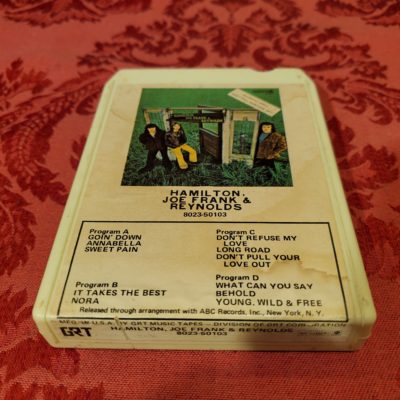 HAMILTON,
JOE FRANK &
REYNOLDS
8023-50103
Program A
GOIN' DOWN
ANNABELLA
SWEET PAIN
Program B
IT TAKES THE BEST
NORA
Program C
DON'T REFUSE MY
LOVE
LONG ROAD
DON'T PULL YOUR
LOVE OUT
Program D
WHAT CAN YOU SAY
BEHOLD
YOUNG, WILD & FREE
Released through arrangement with ABC Records, Inc., New York, N.Y.
MFG. IN U.S.A. BY GRT MUSIC TAPES - DIVISION OF GRT CORPORATION
GRT
HAMILTON, JOE FRANK & REYNOLDS
8023-50103